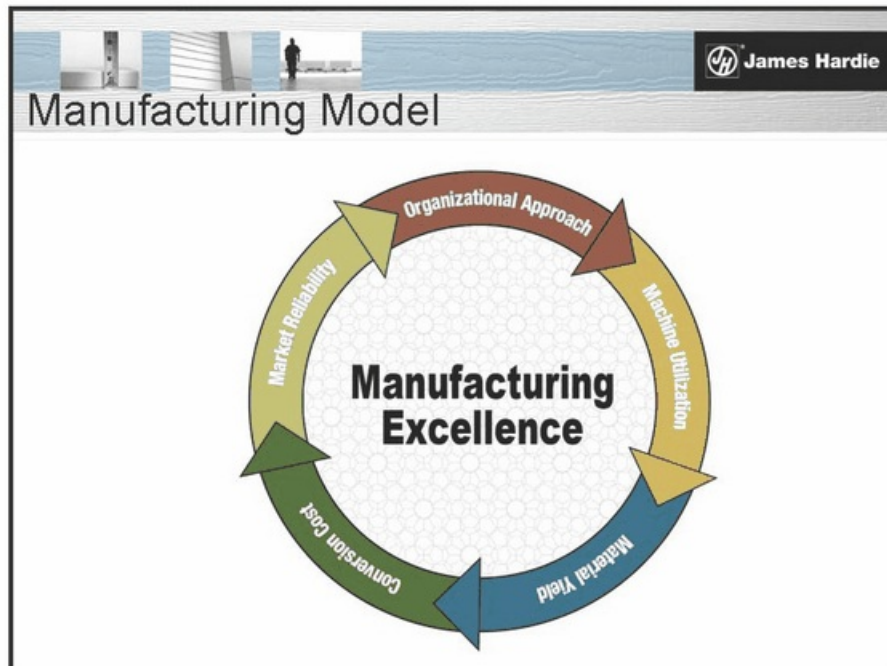 James Hardie
Manufacturing Model
Organizational Approach
Machine Utilization
Material Yield
Conversion Cost
Market Reliability
Manufacturing
Excellence